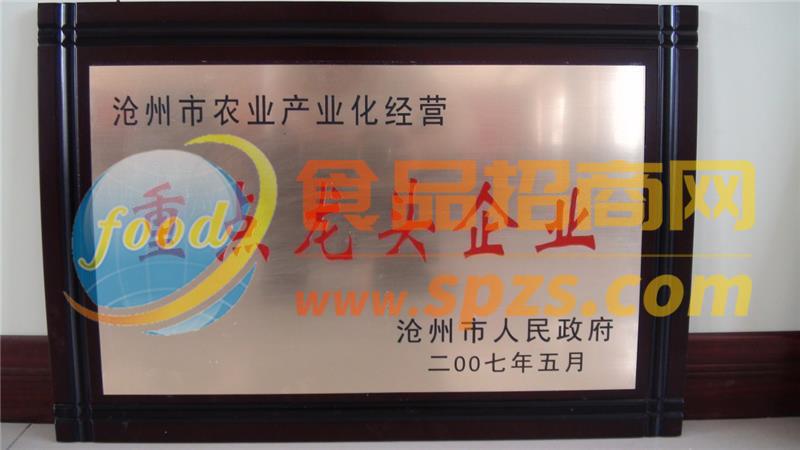 沧州市农业产业化经营
食品招商网
food
重点龙头企业
www.spzs.com
沧州市人民政府
二00七年五月